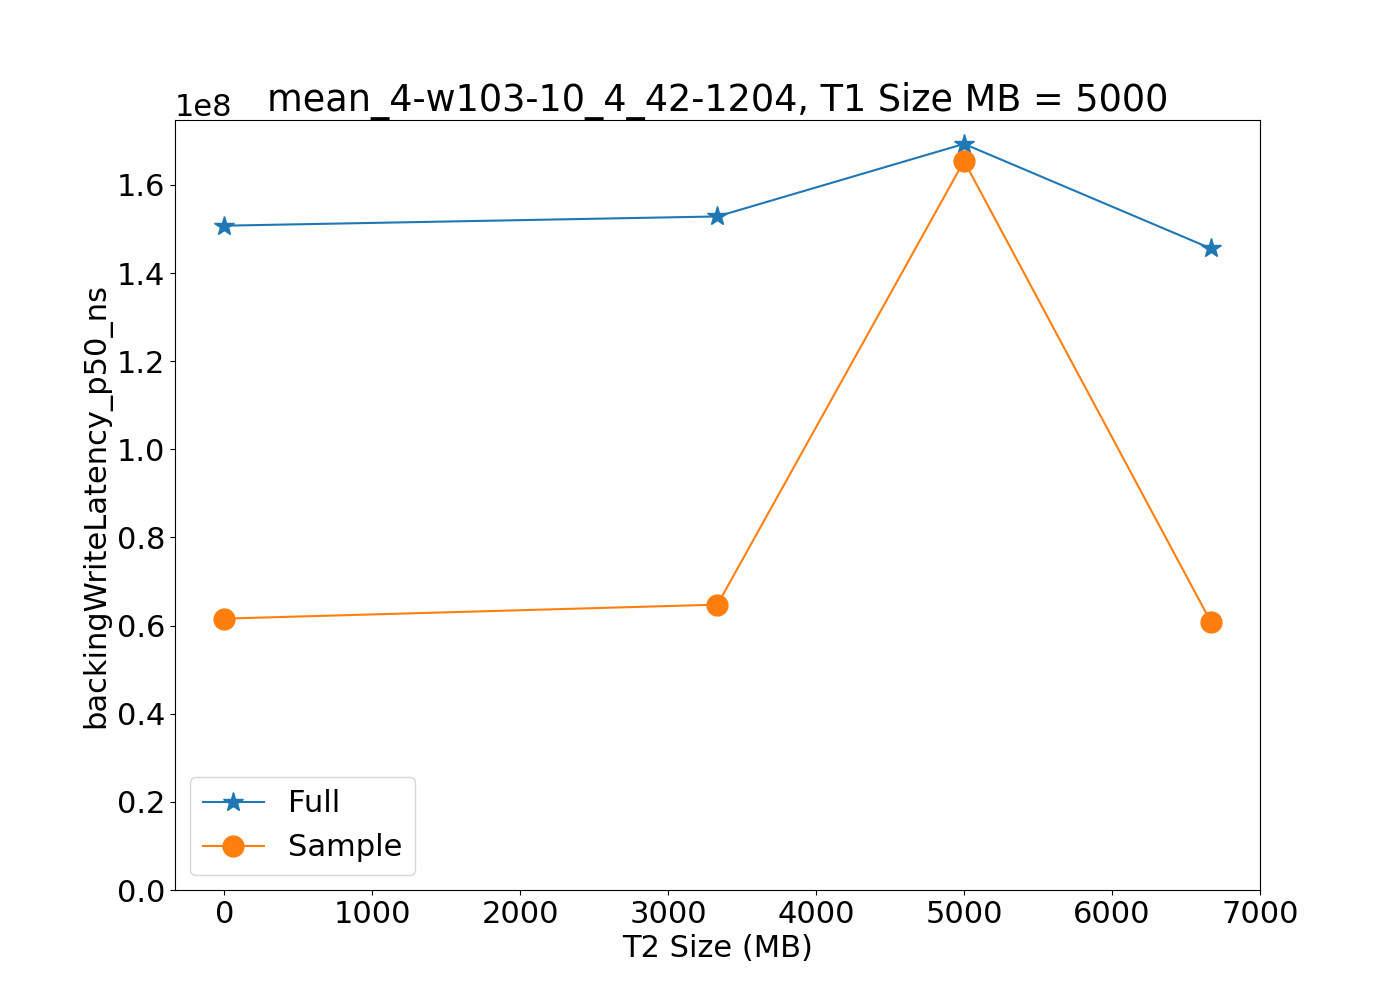 1e8
mean_4-w103-10_4_42-1204, T1 Size MB = 5000
backingWriteLatency_p50_ns
1.6
1.4
1.2
1.0
0.8
0.6
0.4
0.2
0.0
Full
Sample
0 1000 2000 3000 4000 5000 6000 7000
T2 Size (MB)